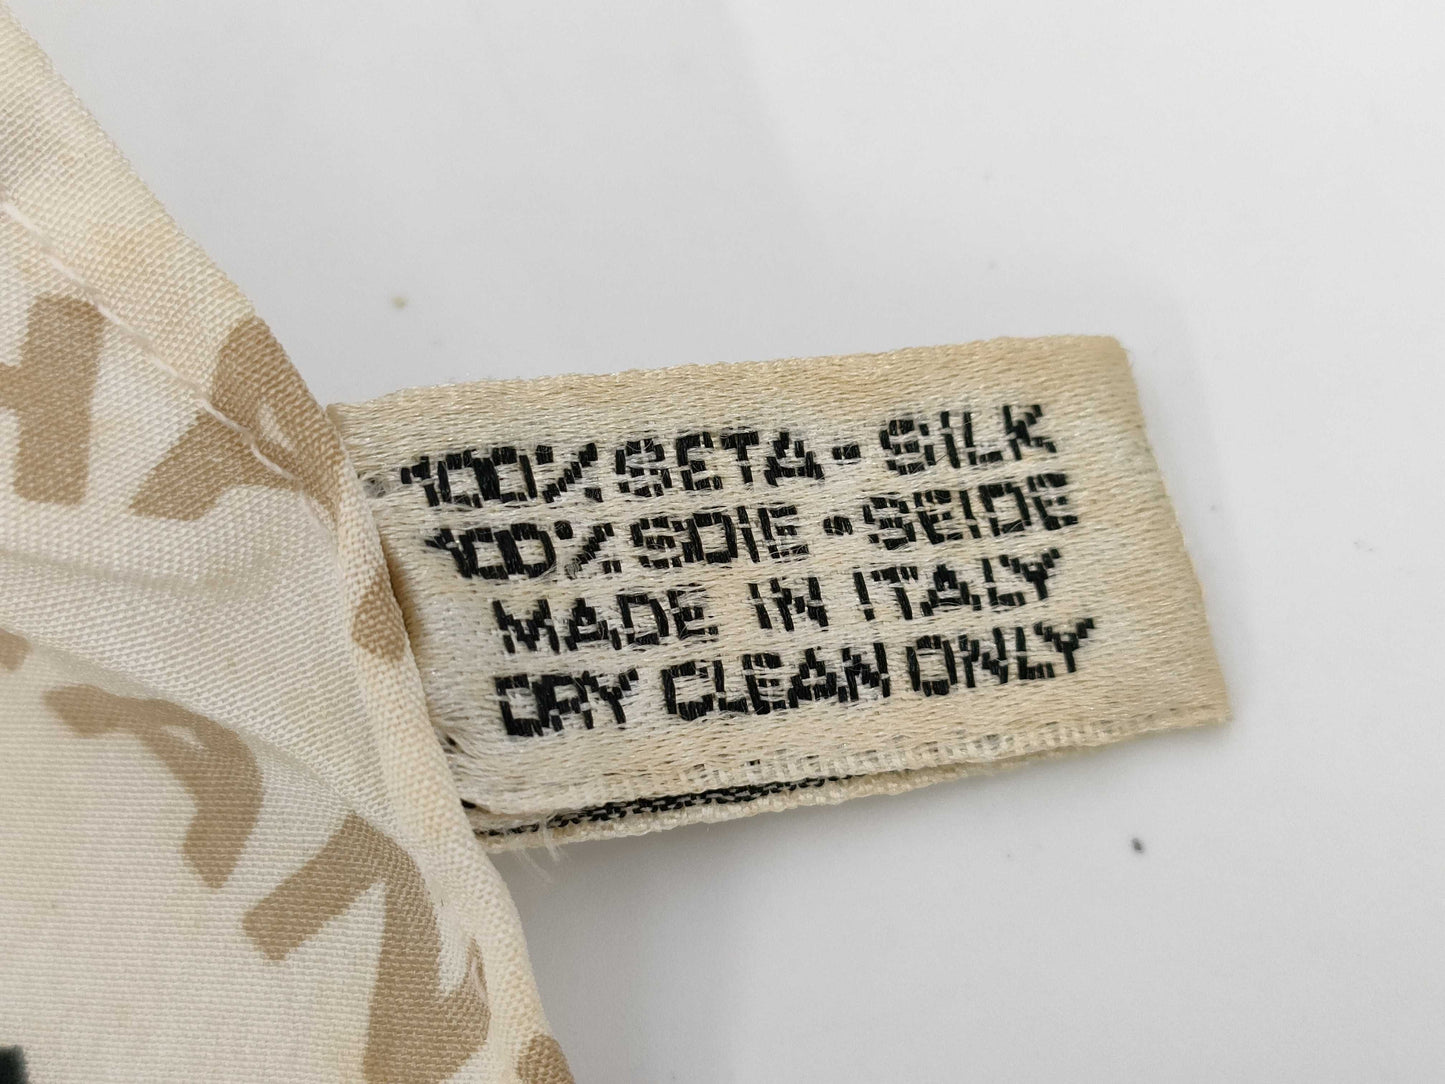 100% SETA - SILK
100% SOIE - SEIDE
MADE IN ITALY
DRY CLEAN ONLY